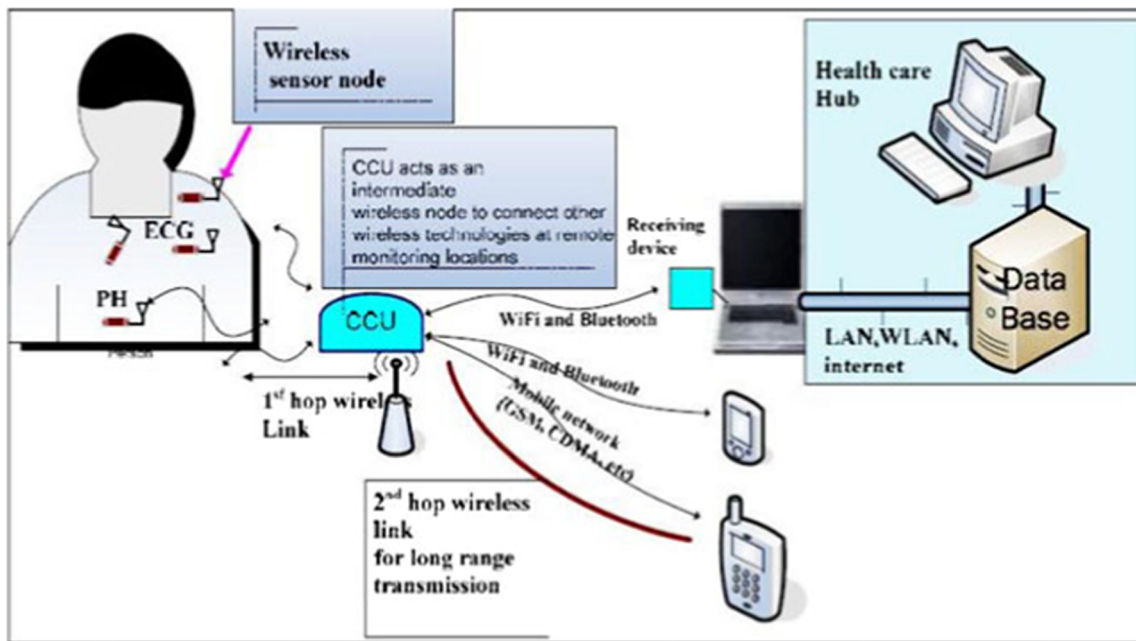 Wireless
sensor node
Health care
Hub
CCU acts as an
intermediate
wireless node to connect other
wireless technologies at remote
monitoring locations
ECG
PH
Receiving
device
CCU
WiFi and Bluetooth
Data
Base
LAN,WLAN,
internet
WiFi and Bluetooth
Mobile network
(GSM, CDMA, etc)
1st hop wireless
Link
2nd hop wireless
link
for long range
transmission